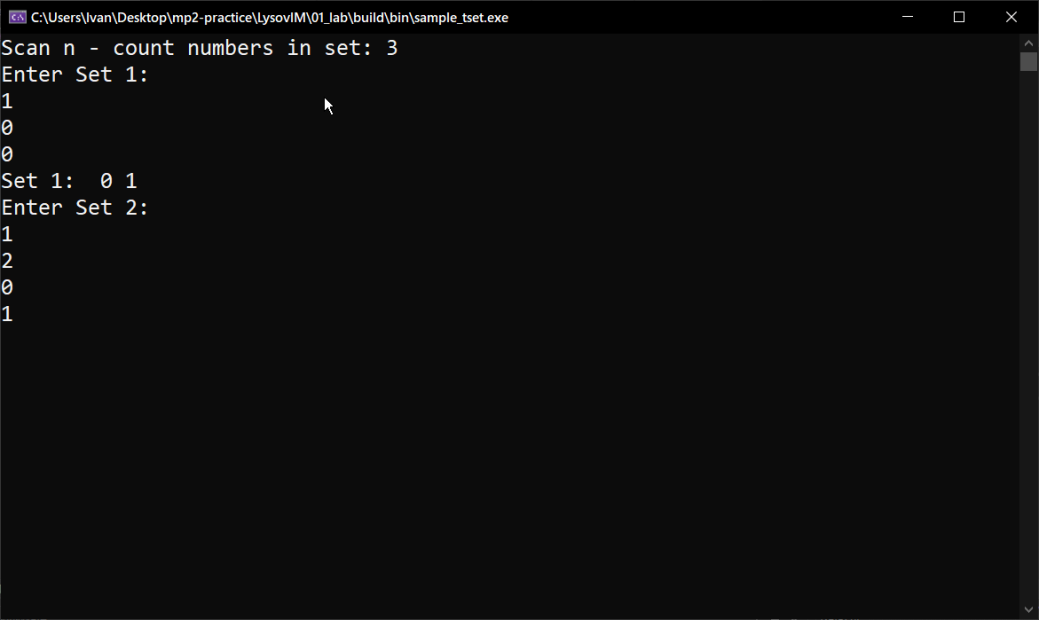 C:\Users\Ivan\Desktop\mp2-practice\LysovIM\01_lab\build\bin\sample_tset.exe
Scan n - count numbers in set: 3
Enter Set 1:
1
0
0
Set 1:  0 1
Enter Set 2:
1
2
0
1